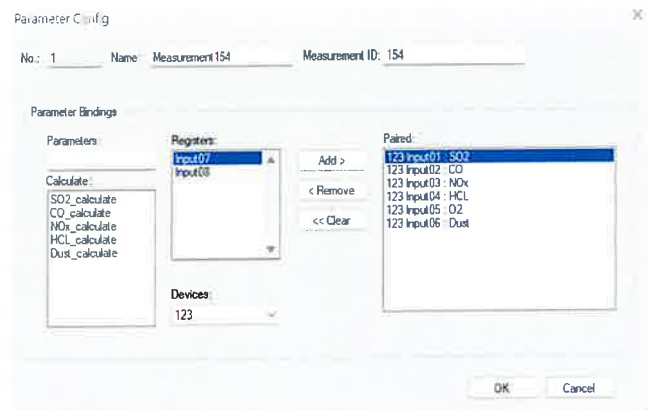 Parameter Config
No.: 1 Name: Measurement154 Measurement ID: 154
Parameter Bindings
Parameters:
Calculate:
SO2_calculate
CO_calculate
NOx_calculate
HCL_calculate
Dust_calculate
Registers:
Input07
Input08
Devices:
123
Add >
< Remove
<< Clear
Paired:
123 Input01 : SO2
123 Input02 : CO
123 Input03 : NOx
123 Input04 : HCL
123 Input05 : O2
123 Input06 : Dust
OK Cancel